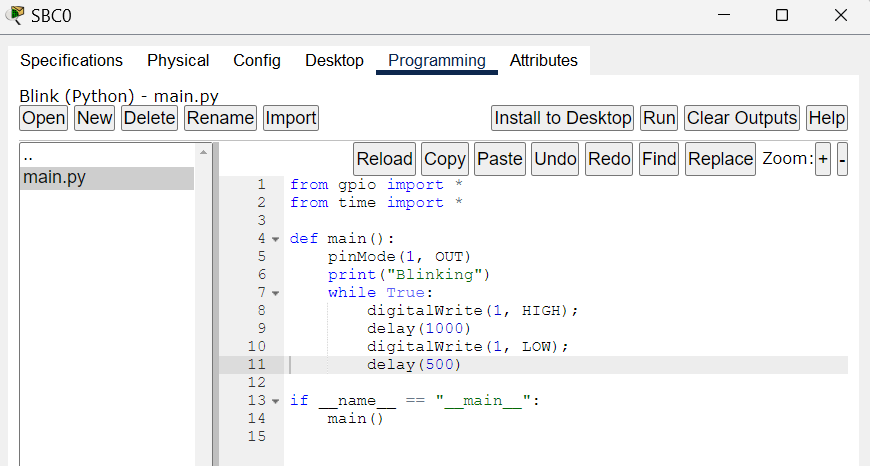 SBC0
Specifications Physical Config Desktop Programming Attributes
Blink (Python) - main.py
Open New Delete Rename Import Install to Desktop Run Clear Outputs Help
Reload Copy Paste Undo Redo Find Replace Zoom: + -
..
main.py
1 from gpio import *
2 from time import *
3
4 def main():
5     pinMode(1, OUT)
6     print("Blinking")
7     while True:
8         digitalWrite(1, HIGH);
9         delay(1000)
10         digitalWrite(1, LOW);
11         delay(500)
12
13 if __name__ == "__main__":
14     main()
15